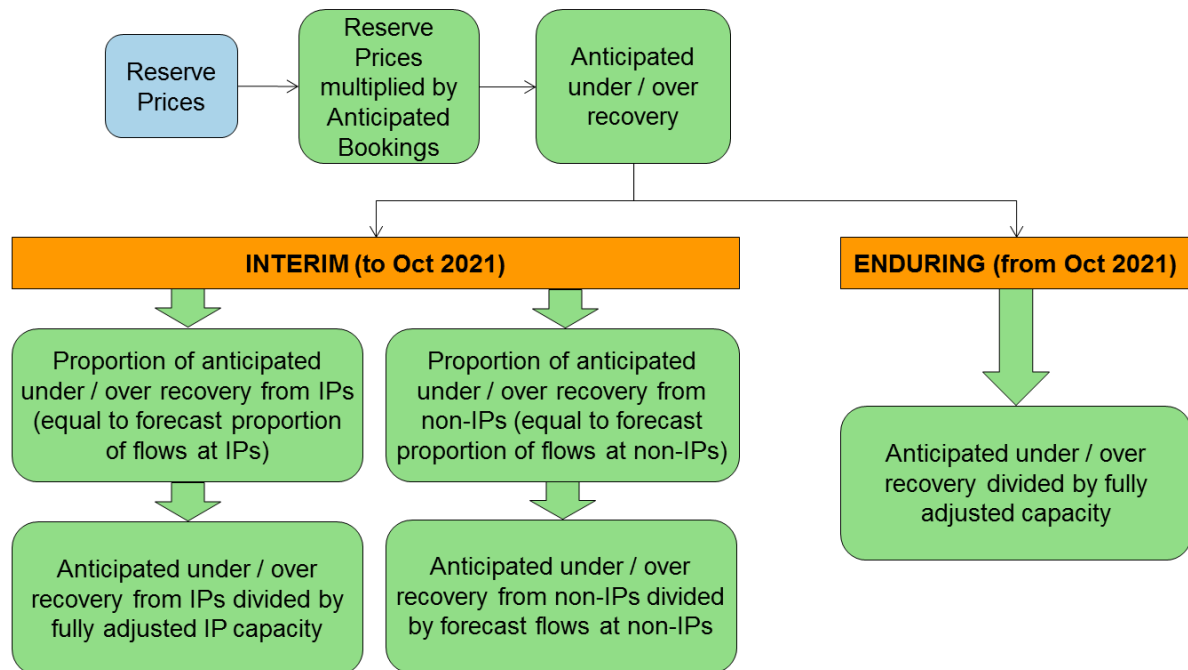 Reserve
Prices
Reserve
Prices
multiplied by
Anticipated
Bookings
Anticipated
under / over
recovery
INTERIM (to Oct 2021)
ENDURING (from Oct 2021)
Proportion of anticipated
under / over recovery from IPs
(equal to forecast proportion
of flows at IPs)
Proportion of anticipated
under / over recovery from
non-IPs (equal to forecast
proportion of flows at non-IPs)
Anticipated under / over
recovery divided by fully
adjusted capacity
Anticipated under / over
recovery from IPs divided by
fully adjusted IP capacity
Anticipated under / over
recovery from non-IPs divided
by forecast flows at non-IPs